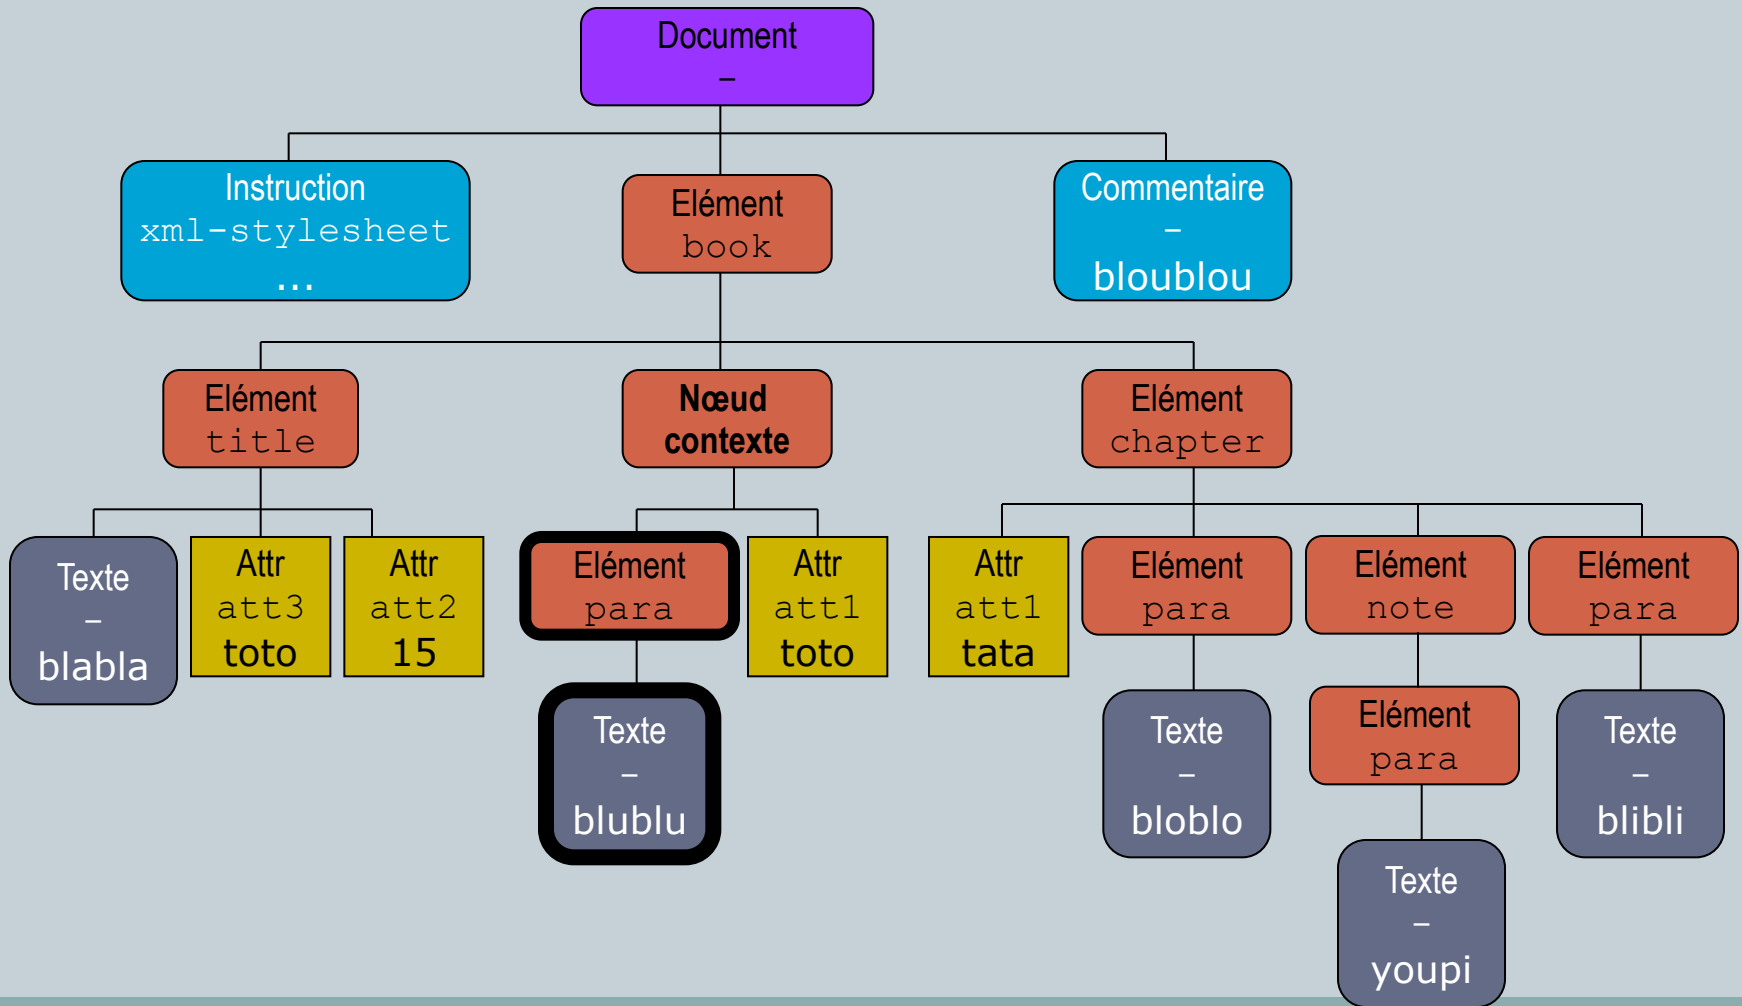 Document
–
Instruction
xml-stylesheet
...
Elément
book
Commentaire
–
bloublou
Elément
title
Nœud
contexte
Elément
chapter
Texte
–
blabla
Attr
att3
toto
Attr
att2
15
Elément
para
Attr
att1
toto
Attr
att1
tata
Elément
para
Elément
note
Elément
para
Texte
–
blublu
Texte
–
bloblo
Elément
para
Texte
–
blibli
Texte
–
youpi